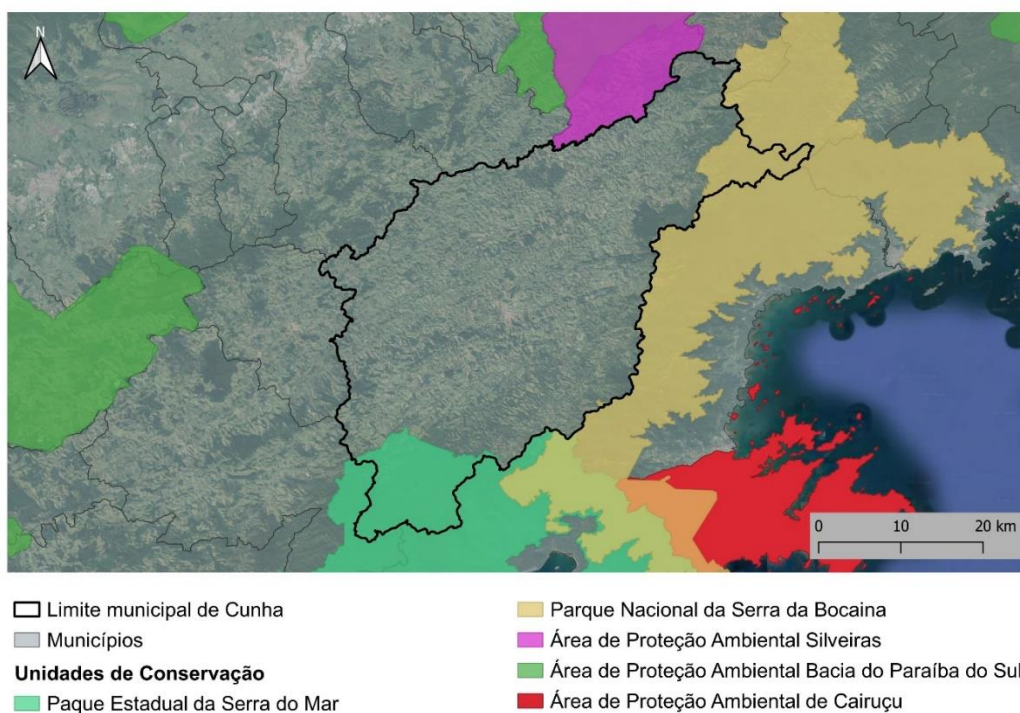 N
0 10 20 km
Limite municipal de Cunha
Municípios
Unidades de Conservação
Paque Estadual da Serra do Mar
Parque Nacional da Serra da Bocaina
Área de Proteção Ambiental Silveiras
Área de Proteção Ambiental Bacia do Paraíba do Sul
Área de Proteção Ambiental de Cairuçu